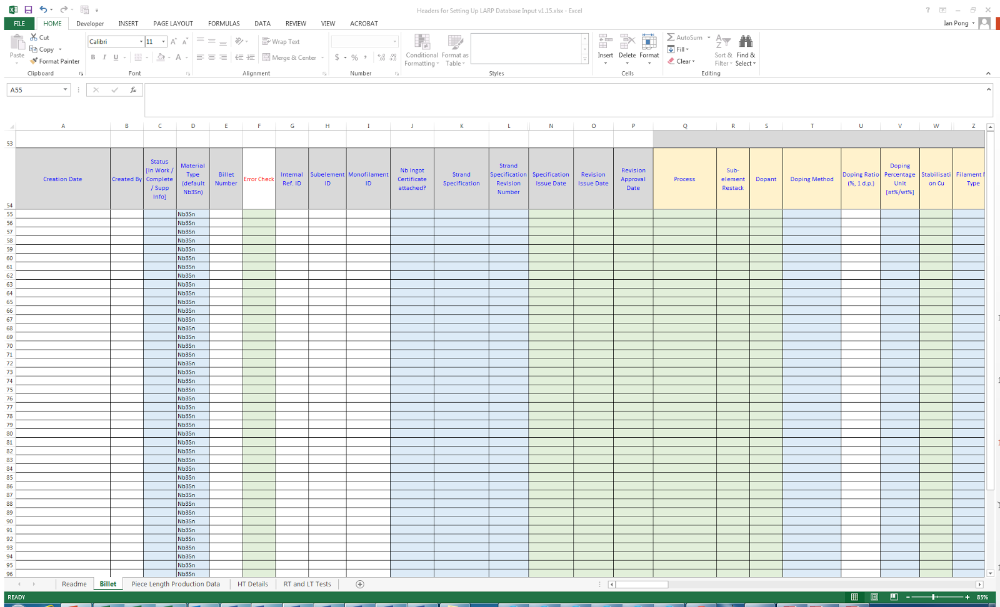 Headers for Setting Up LARP Database Input v1.15.xlsx - Excel
FILE HOME Developer INSERT PAGE LAYOUT FORMULAS DATA REVIEW VIEW ACROBAT Ian Pong
Paste
Cut
Copy
Format Painter
Clipboard
Calibri 11
B I U
Font
Wrap Text
Merge & Center
Alignment
$ % ,
Number
Conditional Formatting
Format as Table
Styles
Insert Delete Format
Cells
AutoSum
Fill
Clear
Sort & Filter
Find & Select
Editing
A55
A B C D E F G H I J K L N O P Q R S T U V W Z
53
54
Creation Date
Created By
Status
[In Work /
Complete
/ Supp
Info]
Material
Type
(default
Nb3Sn)
Billet
Number
Error Check
Internal
Ref. ID
Subelement
ID
Monofilament
ID
Nb Ingot
Certificate
attached?
Strand
Specification
Strand
Specification
Revision
Number
Specification
Issue Date
Revision
Issue Date
Revision
Approval
Date
Process
Sub-
element
Restack
Dopant
Doping Method
Doping Ratio
(%, 1 d.p.)
Doping
Percentage
Unit
[at%/wt%]
Stabilisati
on Cu
Filament
Type
55 Nb3Sn
56 Nb3Sn
57 Nb3Sn
58 Nb3Sn
59 Nb3Sn
60 Nb3Sn
61 Nb3Sn
62 Nb3Sn
63 Nb3Sn
64 Nb3Sn
65 Nb3Sn
66 Nb3Sn
67 Nb3Sn
68 Nb3Sn
69 Nb3Sn
70 Nb3Sn
71 Nb3Sn
72 Nb3Sn
73 Nb3Sn
74 Nb3Sn
75 Nb3Sn
76 Nb3Sn
77 Nb3Sn
78 Nb3Sn
79 Nb3Sn
80 Nb3Sn
81 Nb3Sn
82 Nb3Sn
83 Nb3Sn
84 Nb3Sn
85 Nb3Sn
86 Nb3Sn
87 Nb3Sn
88 Nb3Sn
89 Nb3Sn
90 Nb3Sn
91 Nb3Sn
92 Nb3Sn
93 Nb3Sn
94 Nb3Sn
95 Nb3Sn
96 Nb3Sn
Readme Billet Piece Length Production Data HT Details RT and LT Tests
READY 85%